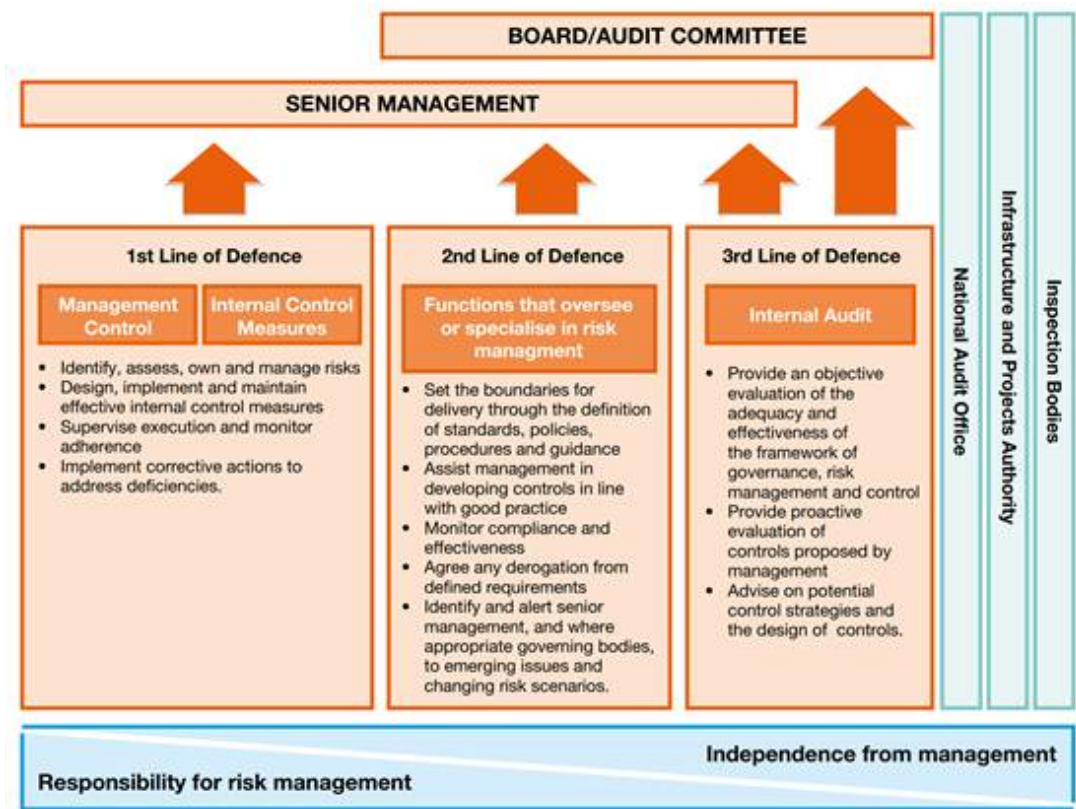 BOARD/AUDIT COMMITTEE
SENIOR MANAGEMENT
1st Line of Defence
Management
Control
Internal Control
Measures
• Identify, assess, own and manage risks
• Design, implement and maintain
effective internal control measures
• Supervise execution and monitor
adherence
• Implement corrective actions to
address deficiencies.
2nd Line of Defence
Functions that oversee
or specialise in risk
managment
• Set the boundaries for
delivery through the definition
of standards, policies,
procedures and guidance
• Assist management in
developing controls in line
with good practice
• Monitor compliance and
effectiveness
• Agree any derogation from
defined requirements
• Identify and alert senior
management, and where
appropriate governing bodies,
to emerging issues and
changing risk scenarios.
3rd Line of Defence
Internal Audit
• Provide an objective
evaluation of the
adequacy and
effectiveness of
the framework of
governance, risk
management and control
• Provide proactive
evaluation of
controls proposed by
management
• Advise on potential
control strategies and
the design of controls.
National Audit Office
Infrastructure and Projects Authority
Inspection Bodies
Independence from management
Responsibility for risk management